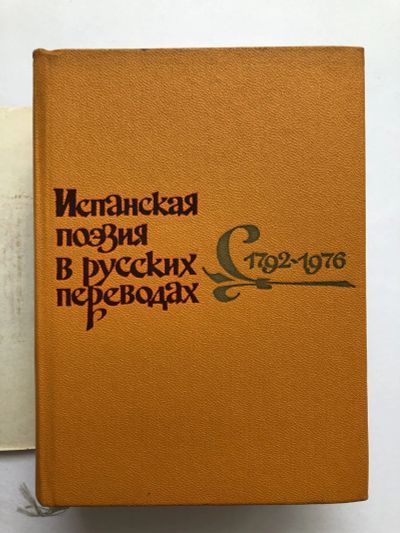 Испанская
поэзия
в русских
переводах
1792-1976